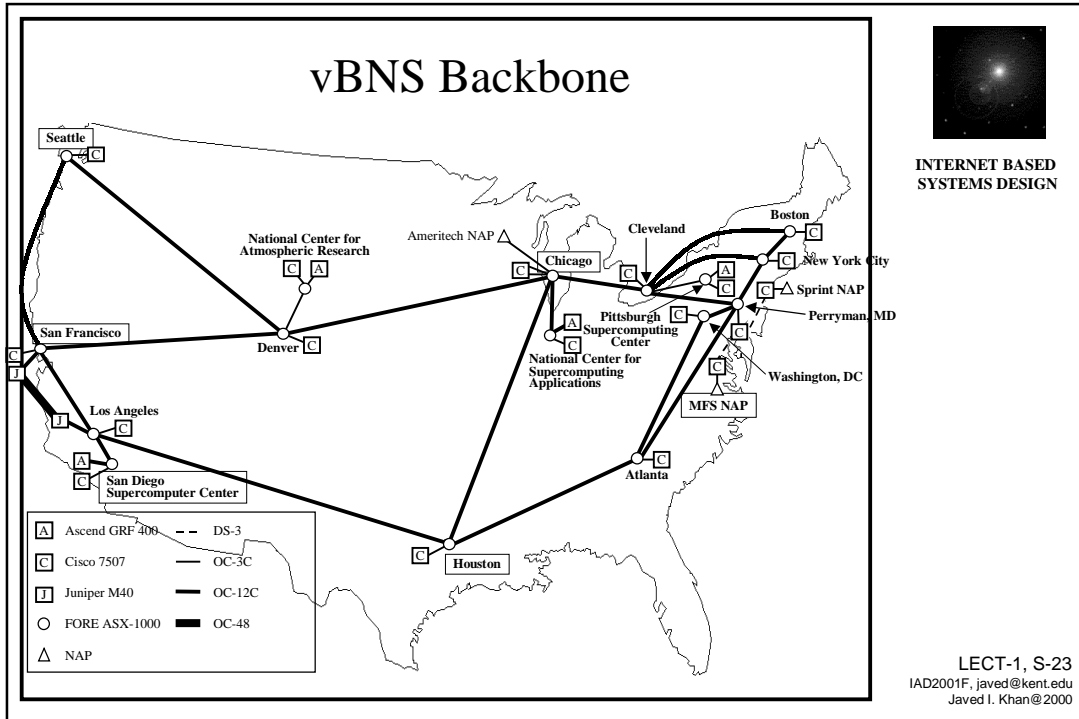 vBNS Backbone
Seattle
C
National Center for
Atmospheric Research
C
A
Ameritech NAP
Chicago
C
Cleveland
C
Boston
C
C
New York City
A
C
C
Sprint NAP
Pittsburgh
Supercomputing
Center
C
C
Perryman, MD
Washington, DC
C
MFS NAP
A
C
National Center for
Supercomputing
Applications
San Francisco
C
J
Denver
C
Los Angeles
J
C
A
C
San Diego
Supercomputer Center
Atlanta
C
C
Houston
A Ascend GRF 400
C Cisco 7507
J Juniper M40
FORE ASX-1000
NAP
DS-3
OC-3C
OC-12C
OC-48
INTERNET BASED
SYSTEMS DESIGN
LECT-1, S-23
IAD2001F, javed@kent.edu
Javed I. Khan@2000